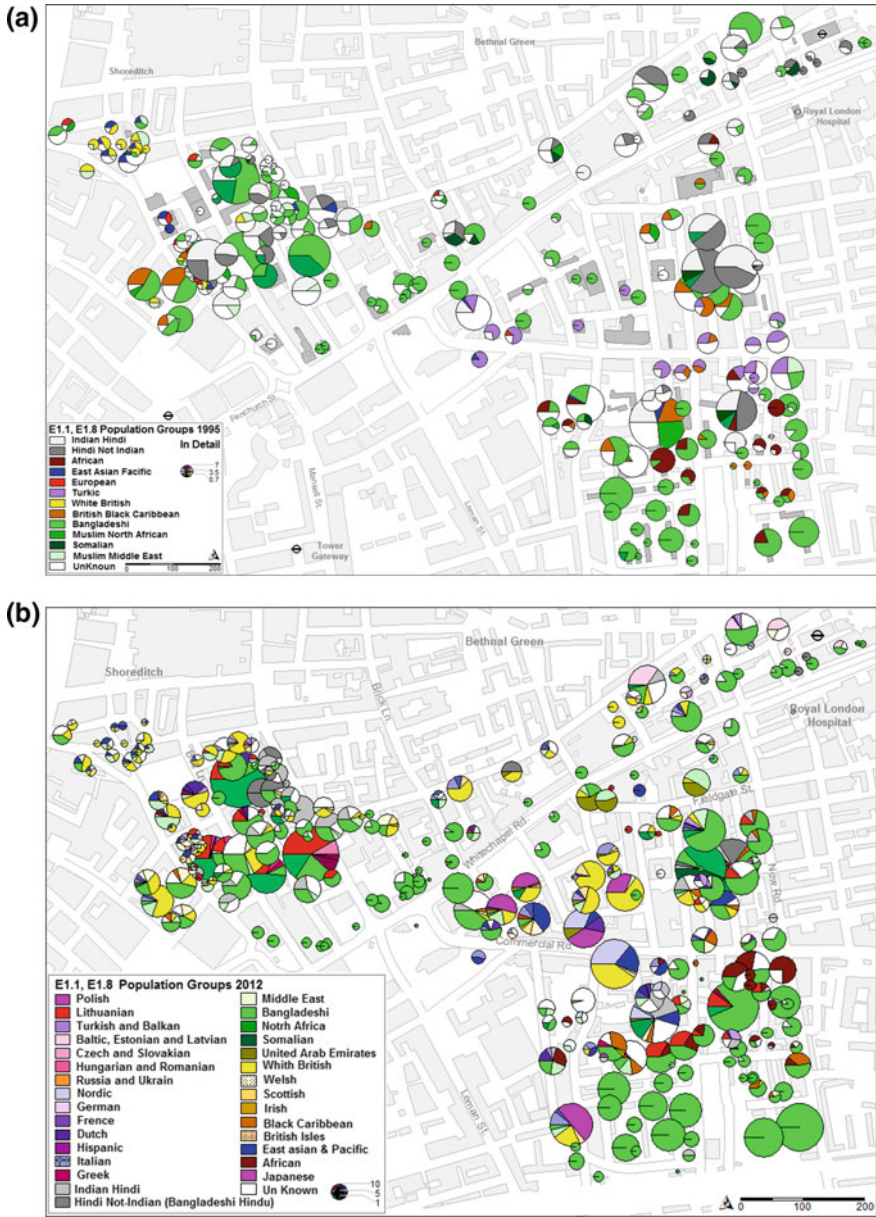 (a)
Bethnal Green
Shoreditch
Royal London
Hospital
Fenchurch St
Mansell St.
Leman St.
Tower
Gateway
E1.1, E1.8 Population Groups 1995
In Detail
Indian Hindi
Hindi Not Indian
African
East Asian Pacific
European
Turkic
White British
British Black Caribbean
Bangladeshi
Muslim North African
Somalian
Muslim Middle East
UnKnoun
7
3.5
0.7
0 100 200
(b)
Bethnal Green
Shoreditch
Brick Ln.
Royal London
Hospital
Fieldgate St.
Whitechapel Rd.
New Rd.
Commercial Rd.
Leman St.
E1.1, E1.8 Population Groups 2012
Polish
Lithuanian
Turkish and Balkan
Baltic, Estonian and Latvian
Czech and Slovakian
Hungarian and Romanian
Russia and Ukrain
Nordic
German
Frence
Dutch
Hispanic
Italian
Greek
Indian Hindi
Hindi Not-Indian (Bangladeshi Hindu)
Middle East
Bangladeshi
Notrh Africa
Somalian
United Arab Emirates
Whith British
Welsh
Scottish
Irish
Black Caribbean
British Isles
East asian & Pacific
African
Japanese
Un Known
10
5
1
0 100 200